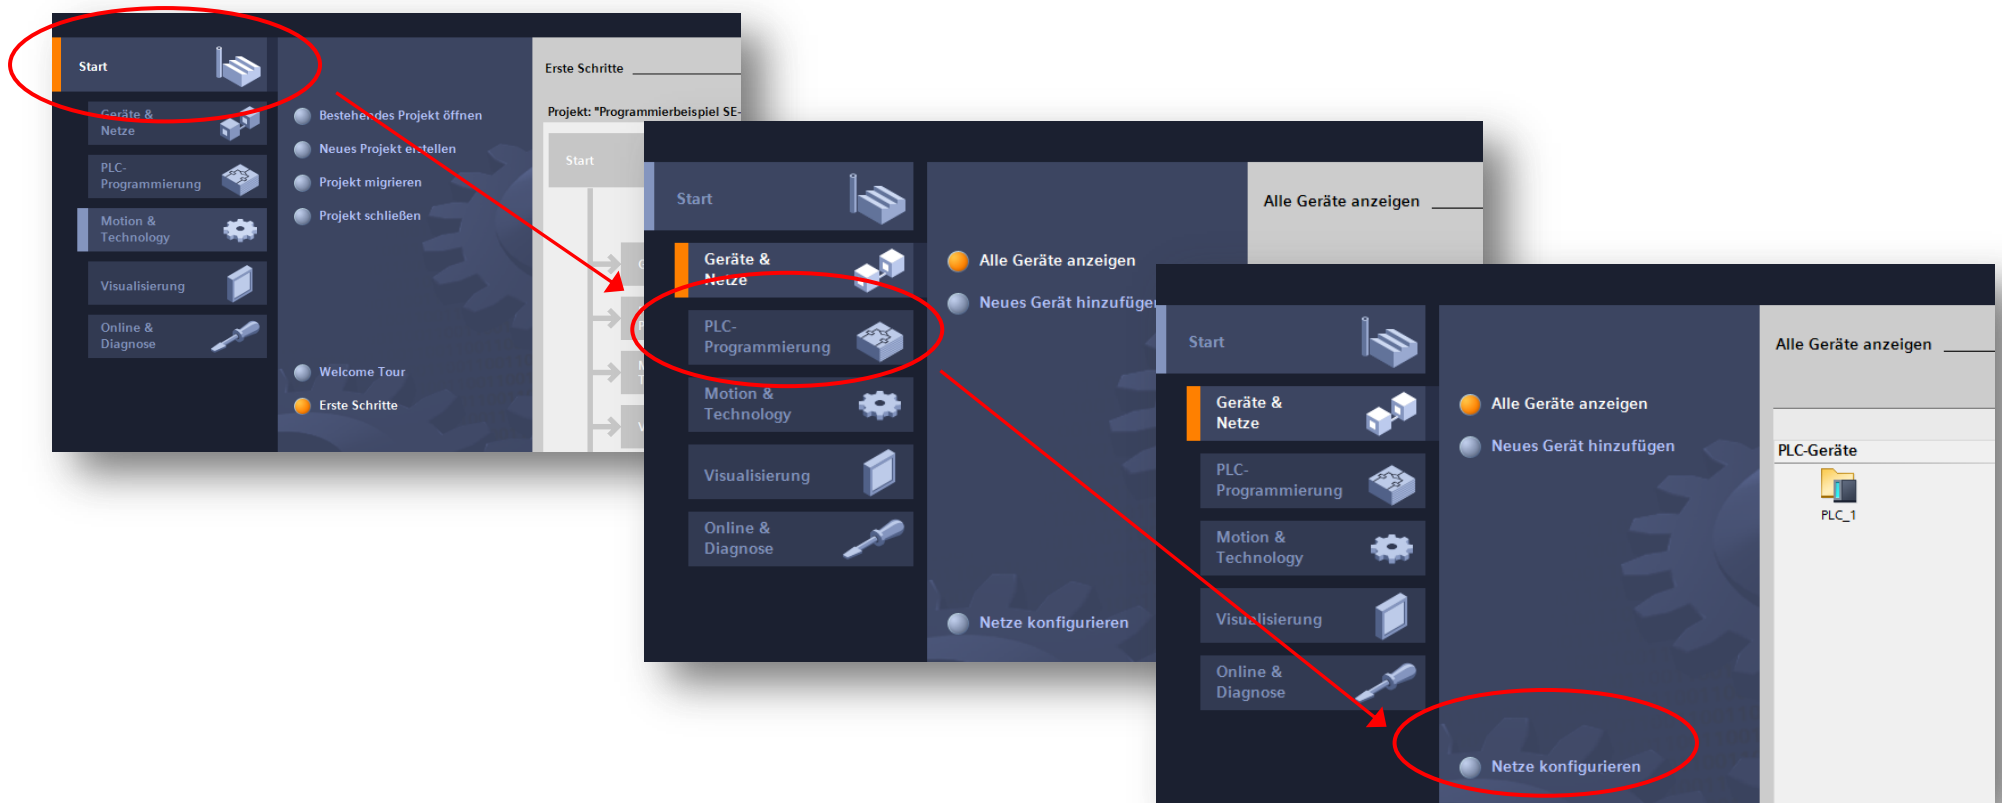 Start
Geräte &
Netze
PLC-
Programmierung
Motion &
Technology
Visualisierung
Online &
Diagnose
Bestehendes Projekt öffnen
Neues Projekt erstellen
Projekt migrieren
Projekt schließen
Welcome Tour
Erste Schritte
Erste Schritte
Projekt: "Programmierbeispiel SE-
Start
Start
Geräte &
Netze
PLC-
Programmierung
Motion &
Technology
Visualisierung
Online &
Diagnose
Alle Geräte anzeigen
Neues Gerät hinzufügen
Netze konfigurieren
Alle Geräte anzeigen
Start
Geräte &
Netze
PLC-
Programmierung
Motion &
Technology
Visualisierung
Online &
Diagnose
Alle Geräte anzeigen
Neues Gerät hinzufügen
Netze konfigurieren
Alle Geräte anzeigen
PLC-Geräte
PLC_1